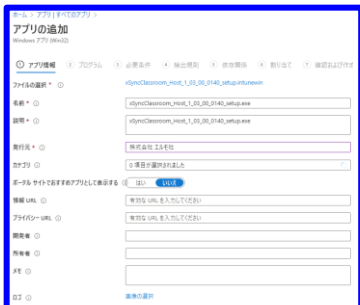 ホーム > アプリ | すべてのアプリ >
アプリの追加
Windows アプリ (Win32)
① アプリ情報 ② プログラム ③ 必要条件 ④ 検出規則 ⑤ 依存関係 ⑥ 割り当て ⑦ 確認および作成
ファイルの選択 * xSyncClassroom_Host_1_03_00_0140_setup.intunewin
名前 * xSyncClassroom_Host_1_03_00_0140_setup.exe
説明 * xSyncClassroom_Host_1_03_00_0140_setup.exe
発行元 * 株式会社 エルモ社
カテゴリ 0 項目が選択されました
ポータル サイトでおすすめアプリとして表示する はい いいえ
情報 URL 有効な URL を入力してください
プライバシー URL 有効な URL を入力してください
開発者
所有者
メモ
ロゴ 画像の選択